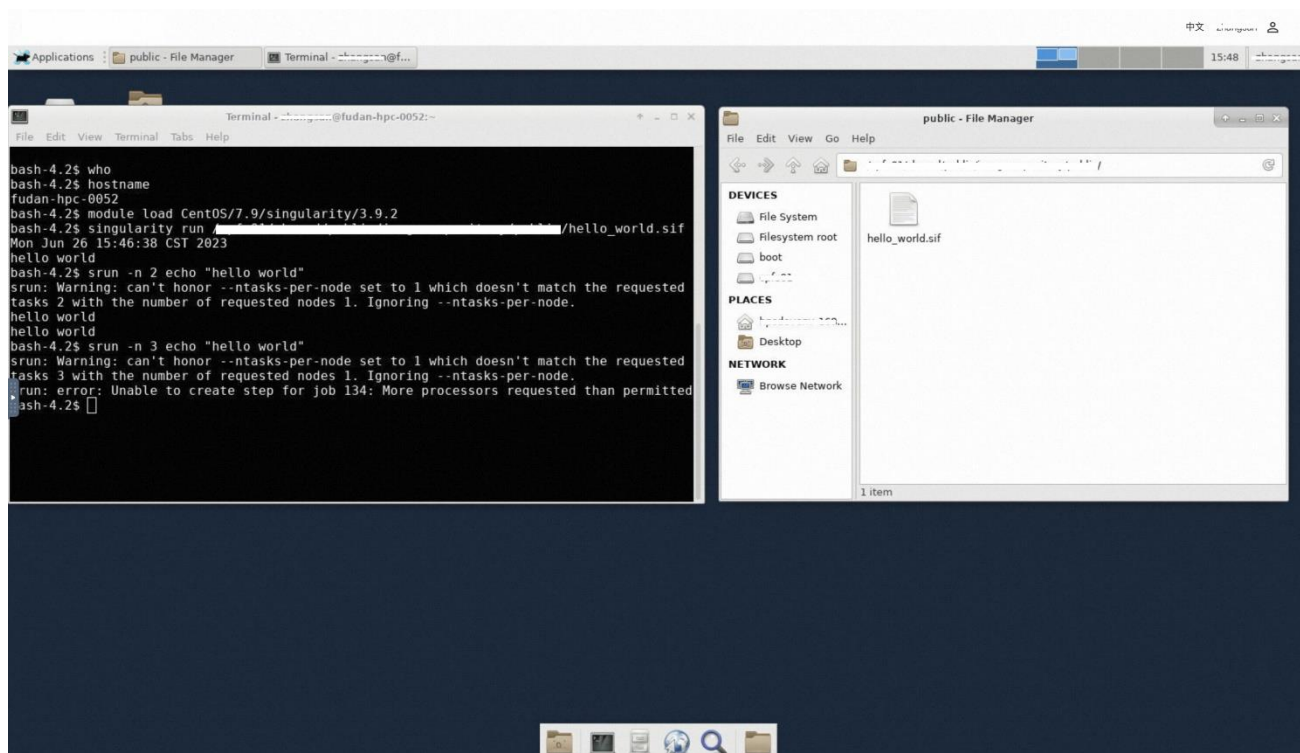 中文
Applications
public - File Manager
Terminal - @f...
15:48
Terminal - @fudan-hpc-0052:~
File Edit View Terminal Tabs Help
bash-4.2$ who
bash-4.2$ hostname
fudan-hpc-0052
bash-4.2$ module load CentOS/7.9/singularity/3.9.2
bash-4.2$ singularity run /hello_world.sif
Mon Jun 26 15:46:38 CST 2023
hello world
bash-4.2$ srun -n 2 echo "hello world"
srun: Warning: can't honor --ntasks-per-node set to 1 which doesn't match the requested
tasks 2 with the number of requested nodes 1. Ignoring --ntasks-per-node.
hello world
hello world
bash-4.2$ srun -n 3 echo "hello world"
srun: Warning: can't honor --ntasks-per-node set to 1 which doesn't match the requested
tasks 3 with the number of requested nodes 1. Ignoring --ntasks-per-node.
run: error: Unable to create step for job 134: More processors requested than permitted
ash-4.2$
public - File Manager
File Edit View Go Help
DEVICES
File System
Filesystem root
boot
PLACES
Desktop
NETWORK
Browse Network
hello_world.sif
1 item